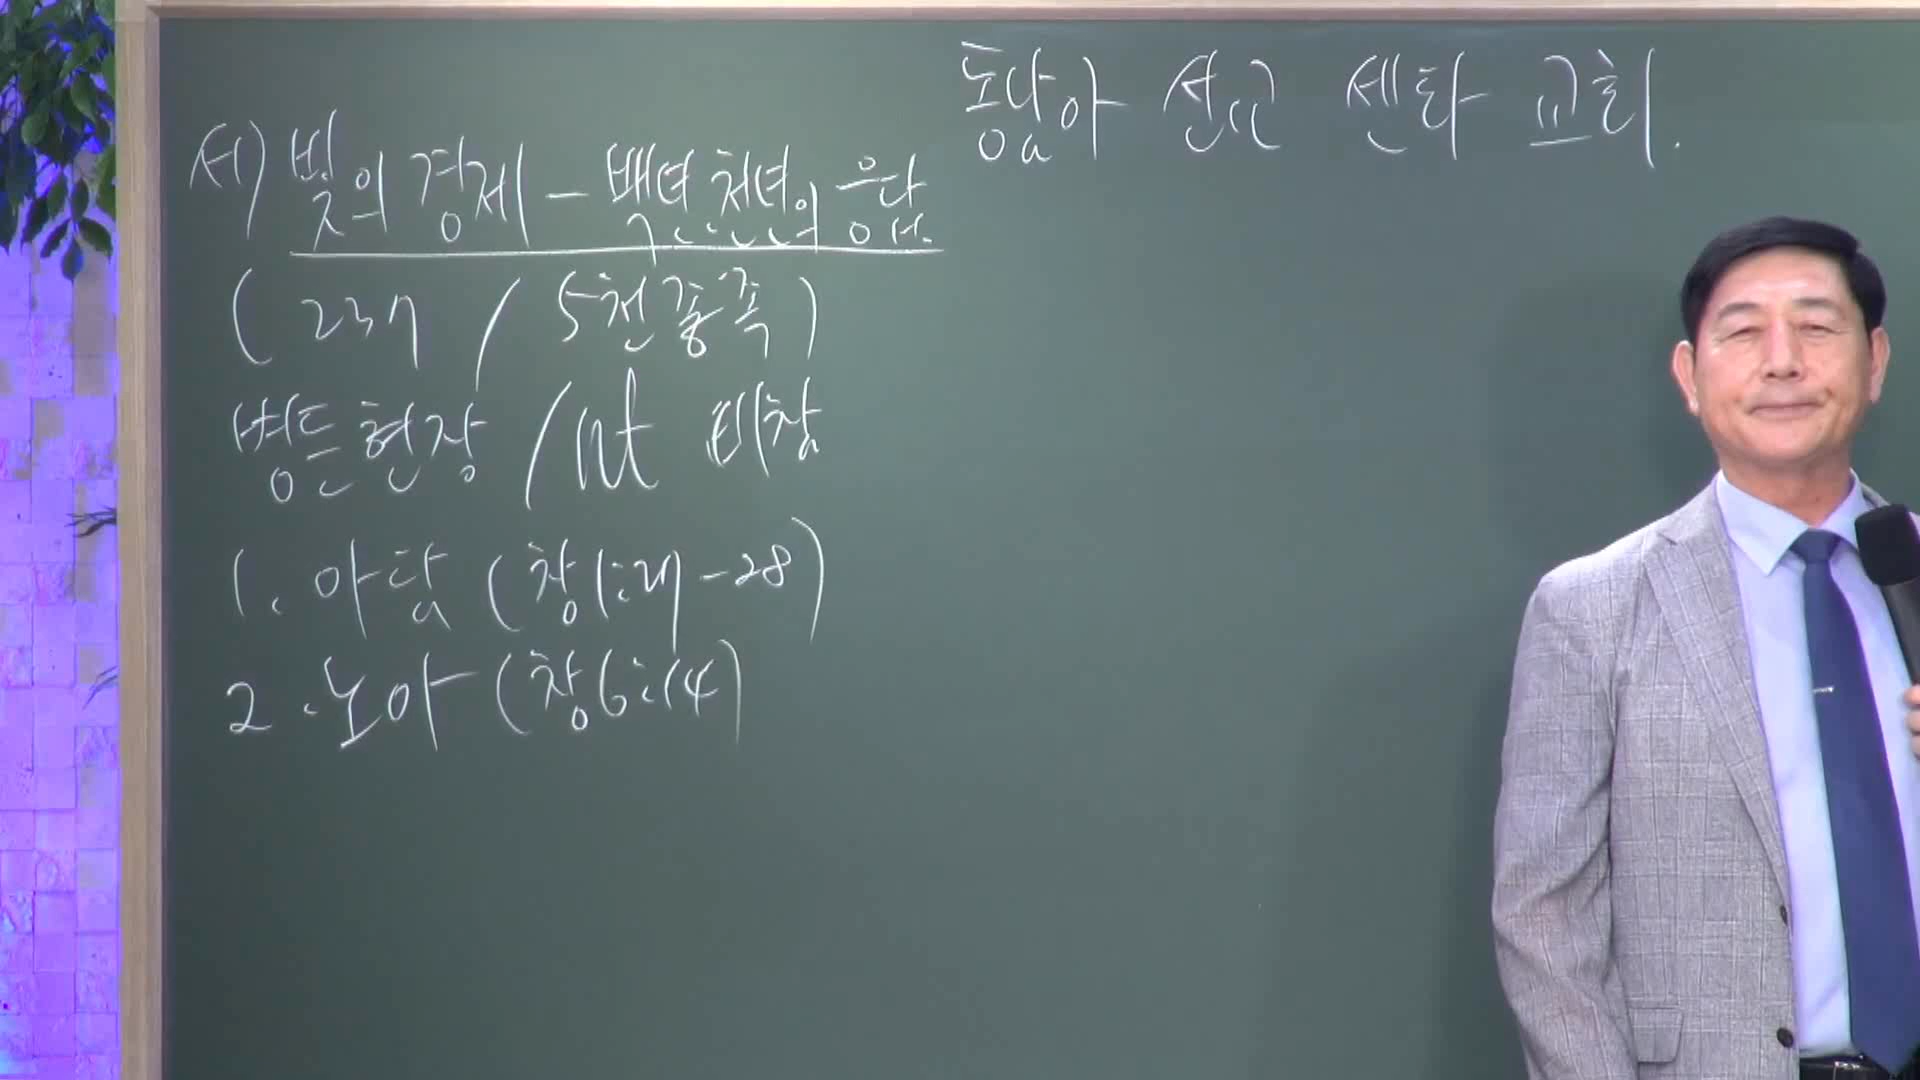 동남아 선교 센타 교회.
서) 빛의 경제 - 백년, 천년의 응답.
( 237 / 5천종족 )
병든현장 / nt 비참
1. 아담 (창1:27-28)
2. 노아 (창6:14)